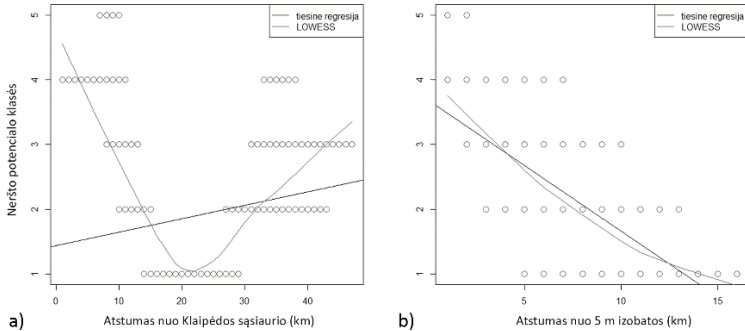 tiesine regresija
LOWESS
Neršto potencialo klasės
5
4
3
2
1
0
10
20
30
40
a)
Atstumas nuo Klaipėdos sąsiaurio (km)
tiesine regresija
LOWESS
5
4
3
2
1
5
10
15
b)
Atstumas nuo 5 m izobatos (km)